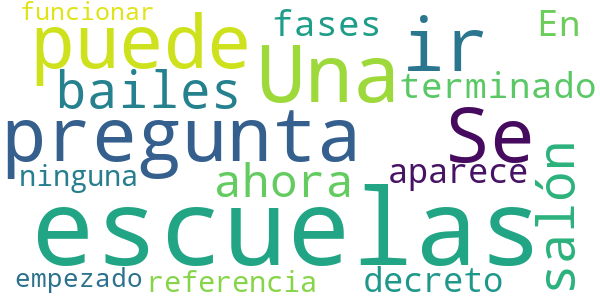 funcionar
puede
Una
fases
ir
En
bailes
terminado
pregunta
Se
ninguna
ahora
aparece
salón
escuelas
empezado
referencia
decreto